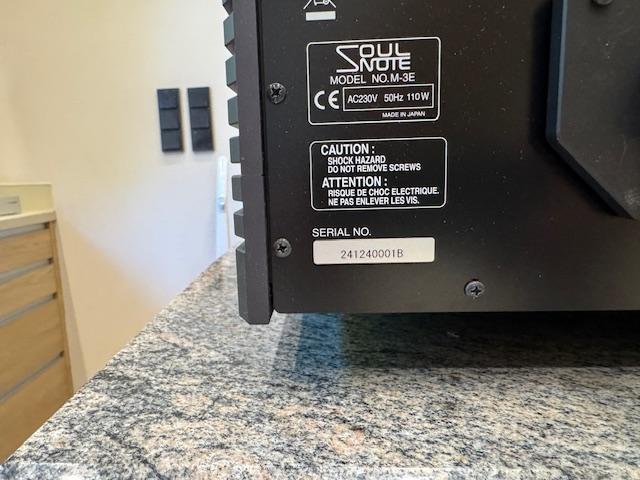 SOUL
NOTE
MODEL NO.M-3E
CE AC230V 50Hz 110W
MADE IN JAPAN
CAUTION :
SHOCK HAZARD
DO NOT REMOVE SCREWS
ATTENTION :
RISQUE DE CHOC ELECTRIQUE.
NE PAS ENLEVER LES VIS.
SERIAL NO.
241240001B